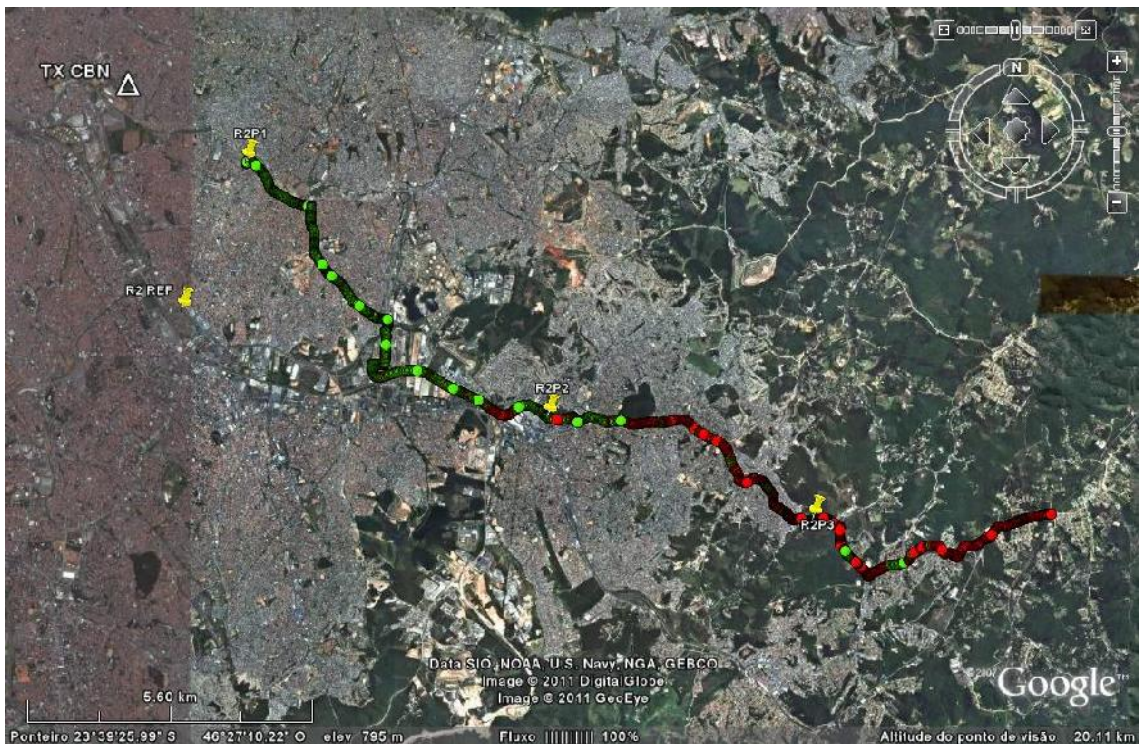 N
TX CBN
R2P1
R2 REF
R2P2
R2P3
Data SIO, NOAA, U.S. Navy, NGA, GEBCO
Image © 2011 DigitalGlobe
Image © 2011 GeoEye
Google™
5.60 km
Ponteiro 23°39'25.99" S 46°27'10.22" O elev 795 m Fluxo 100% Altitude do ponto de visão 20.11 km